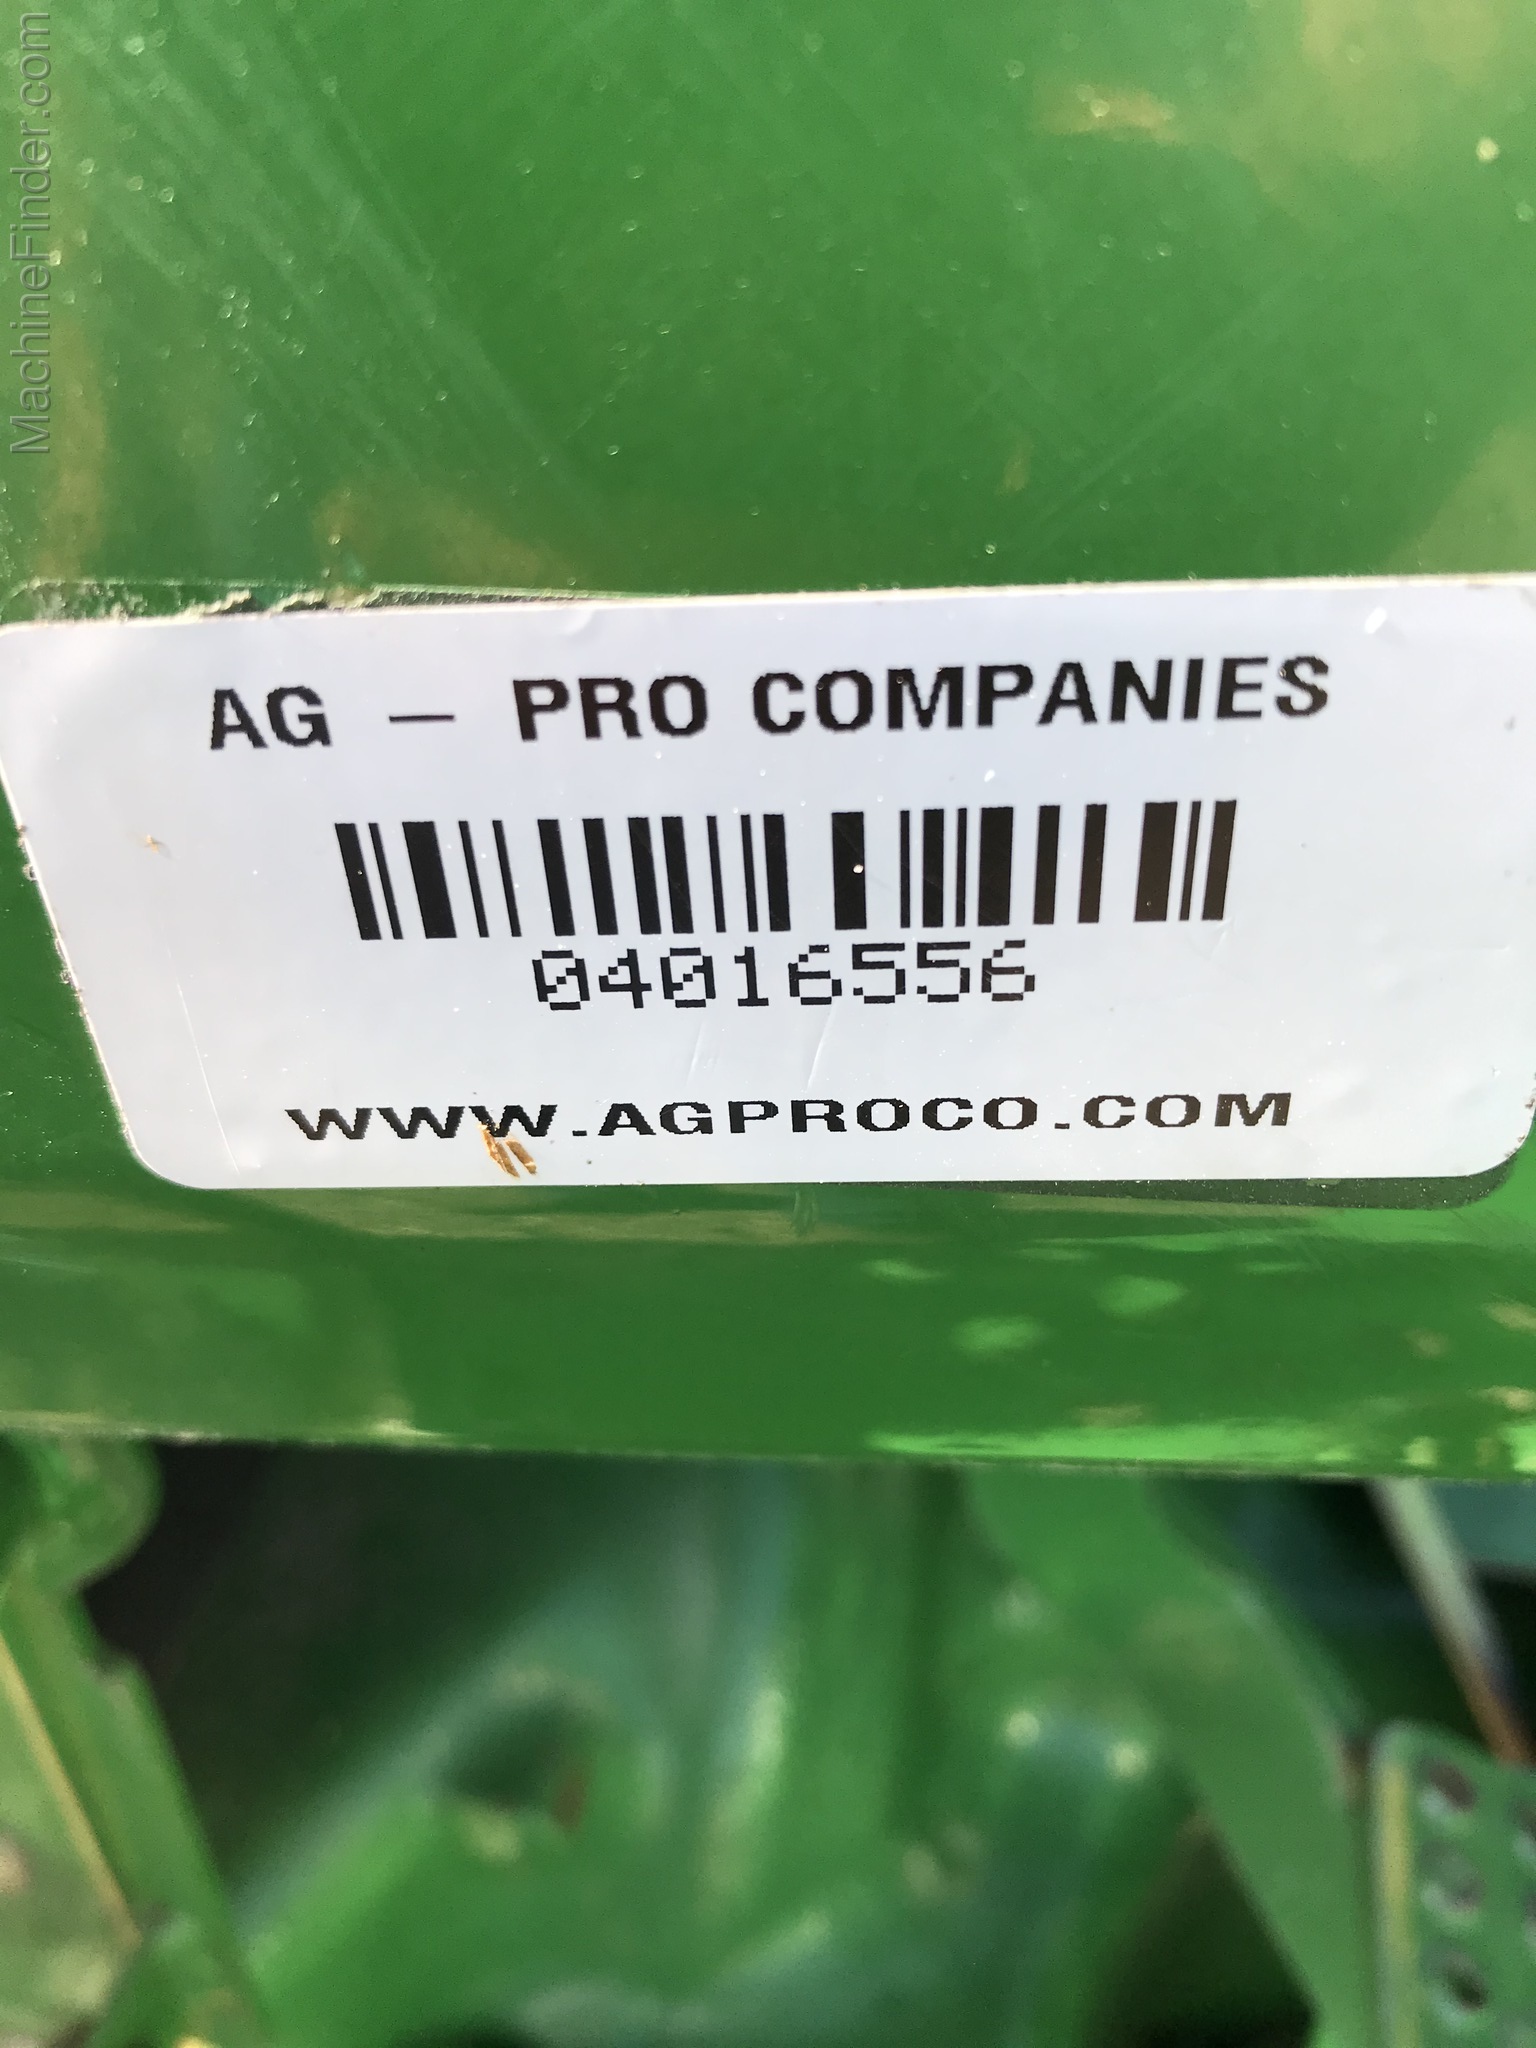 MachineFinder.com
AG - PRO COMPANIES
04016556
WWW.AGPROCO.COM